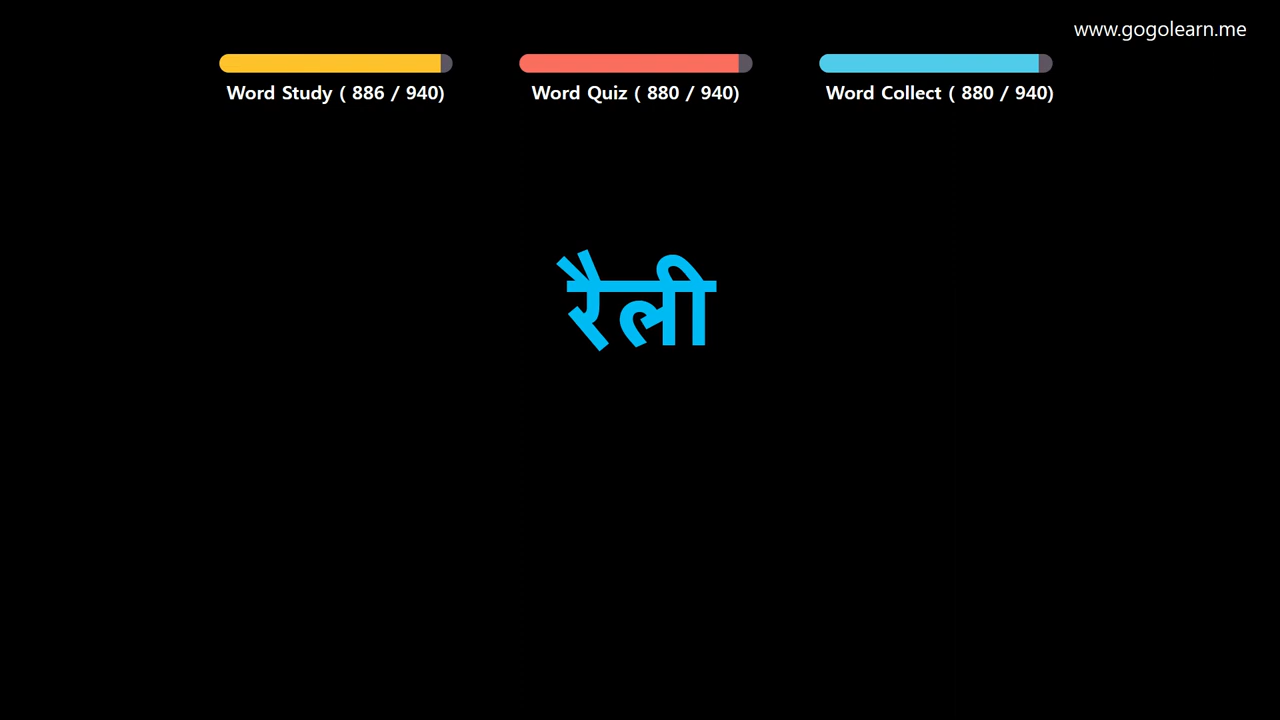 www.gogolearn.me
Word Study ( 886 / 940)
Word Quiz ( 880 / 940)
Word Collect ( 880 / 940)
रैली